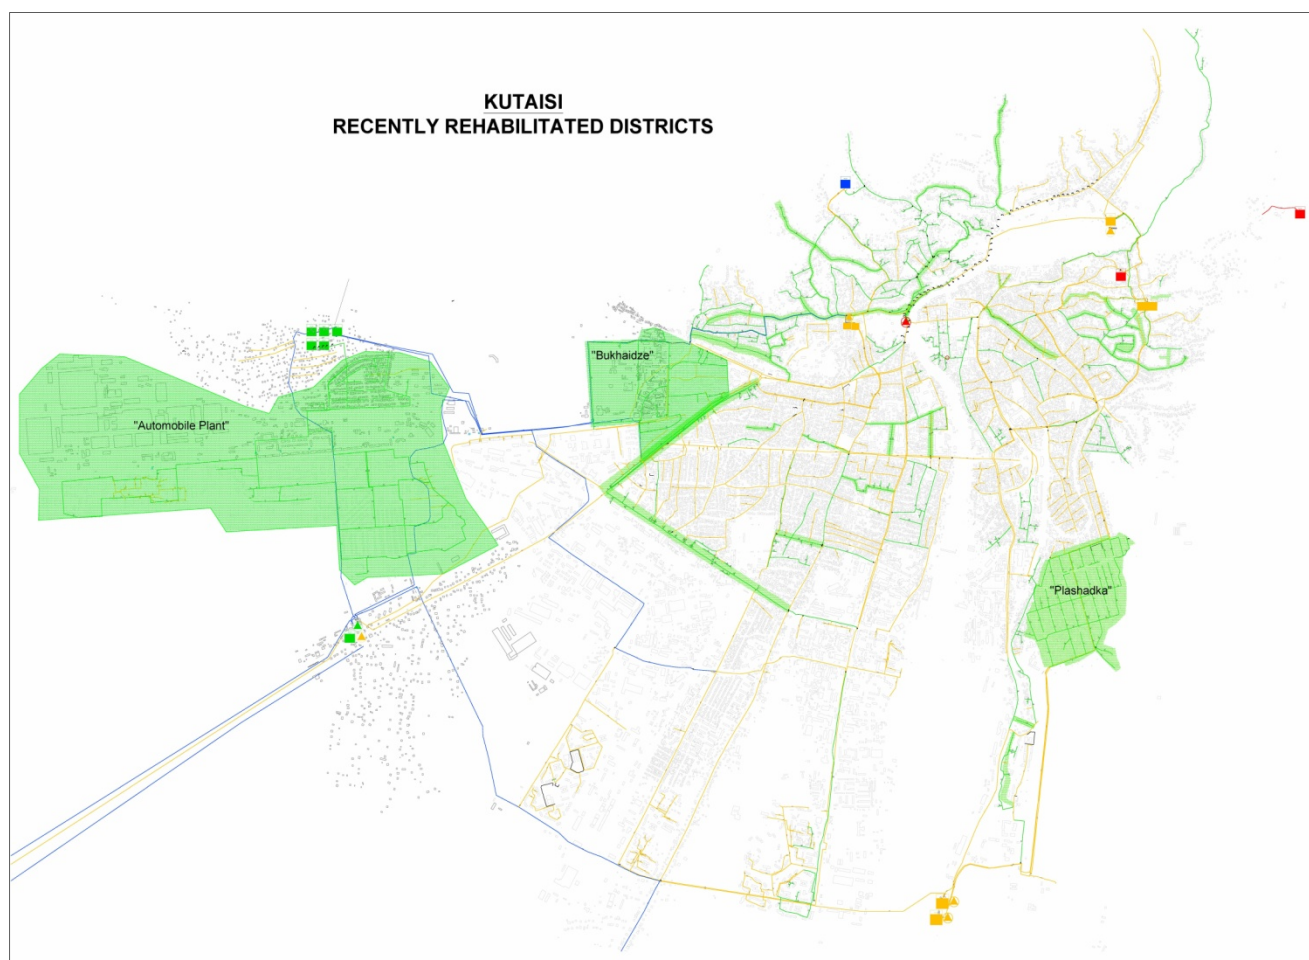 KUTAISI
RECENTLY REHABILITATED DISTRICTS
"Bukhaidze"
"Automobile Plant"
"Plashadka"